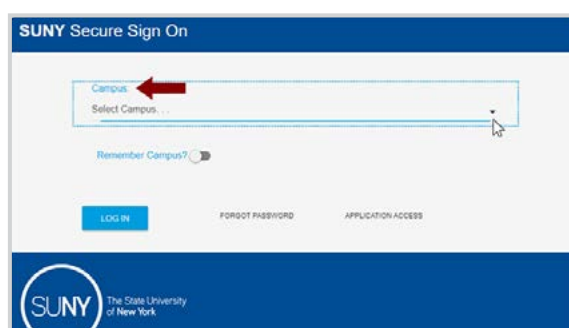 SUNY Secure Sign On
Campus:
Select Campus. . .
Remember Campus?
LOG IN
FORGOT PASSWORD
APPLICATION ACCESS
SUNY
The State University
of New York